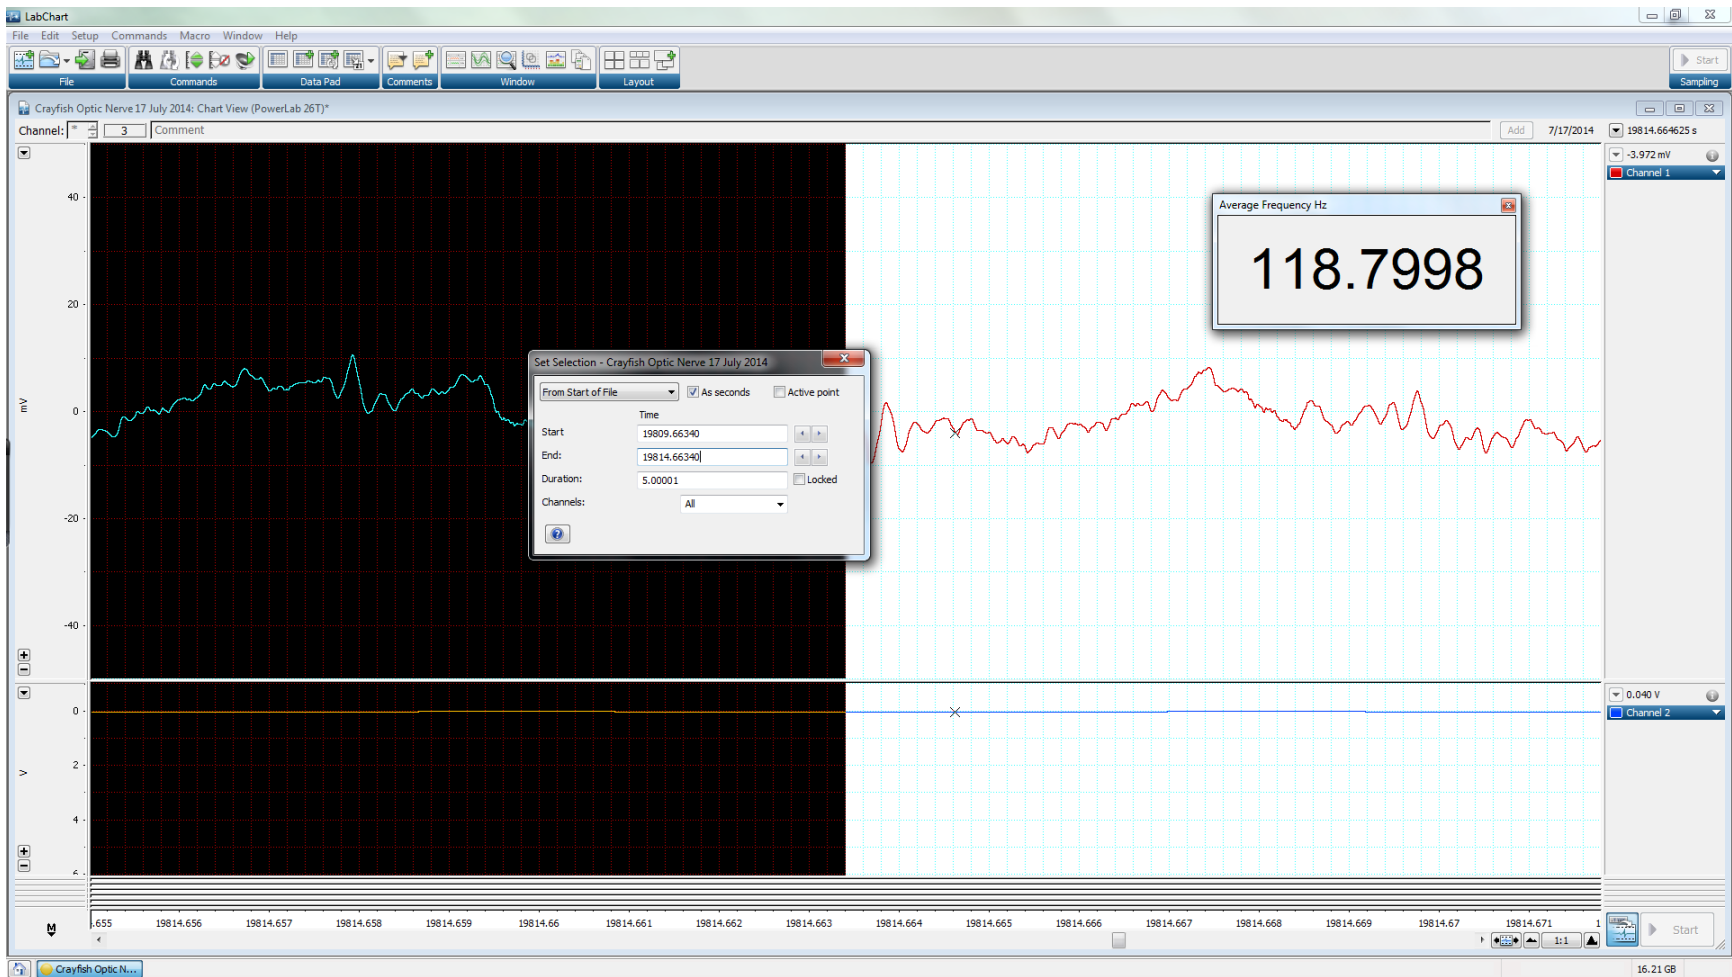 LabChart
File Edit Setup Commands Macro Window Help
File Commands Data Pad Comments Window Layout
Start
Sampling
Crayfish Optic Nerve 17 July 2014: Chart View (PowerLab 26T)*
Channel: * 3 Comment Add 7/17/2014 19814.664625 s
-3.972 mV
Channel 1
40
20
0
-20
-40
mV
Average Frequency Hz
118.7998
Set Selection - Crayfish Optic Nerve 17 July 2014
From Start of File As seconds Active point
Time
Start 19809.66340
End: 19814.66340
Duration: 5.00001 Locked
Channels: All
0.040 V
Channel 2
0
2
4
6
V
M
.655 19814.656 19814.657 19814.658 19814.659 19814.66 19814.661 19814.662 19814.663 19814.664 19814.665 19814.666 19814.667 19814.668 19814.669 19814.67 19814.671 1
1:1 Start
Crayfish Optic N... 16.21 GB